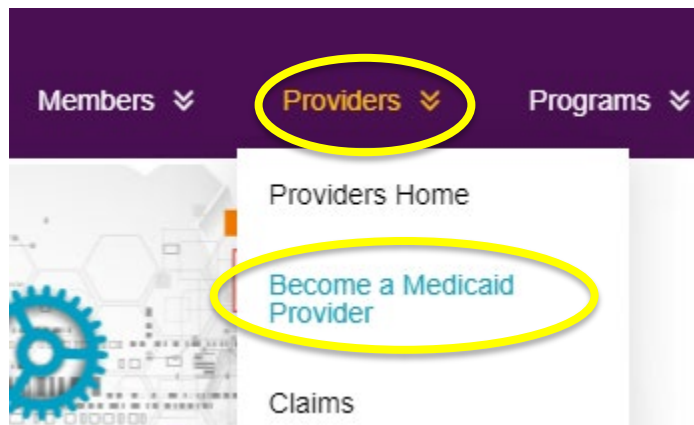 Members Providers Programs
Providers Home
Become a Medicaid
Provider
Claims